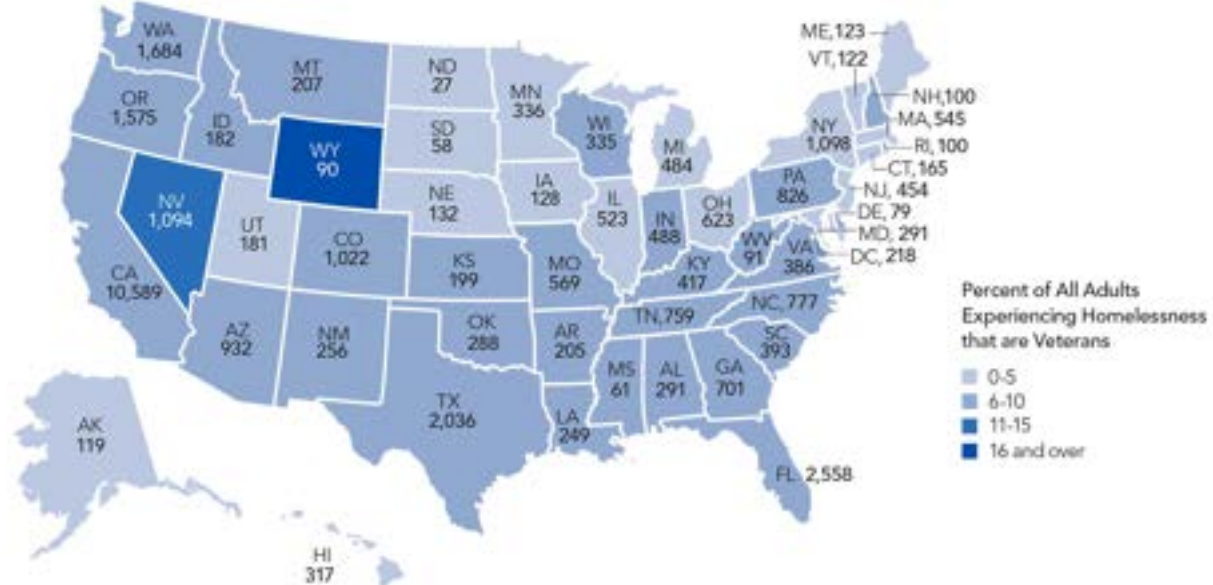 WA
1,684
MT
207
ND
27
MN
336
OR
1,575
ID
182
WY
90
SD
58
WI
335
MI
484
NY
1,098
ME, 123
VT, 122
NH, 100
MA, 545
RI, 100
CT, 165
NJ, 454
DE, 79
MD, 291
DC, 218
NV
1,094
UT
181
NE
132
IA
128
IL
523
IN
488
OH
623
PA
826
WV
91
VA
386
CA
10,589
CO
1,022
KS
199
MO
569
KY
417
NC, 777
TN, 759
SC
393
AZ
932
NM
256
OK
288
AR
205
MS
61
AL
291
GA
701
TX
2,036
LA
249
FL 2,558
AK
119
HI
317
Percent of All Adults
Experiencing Homelessness
that are Veterans
0-5
6-10
11-15
16 and over